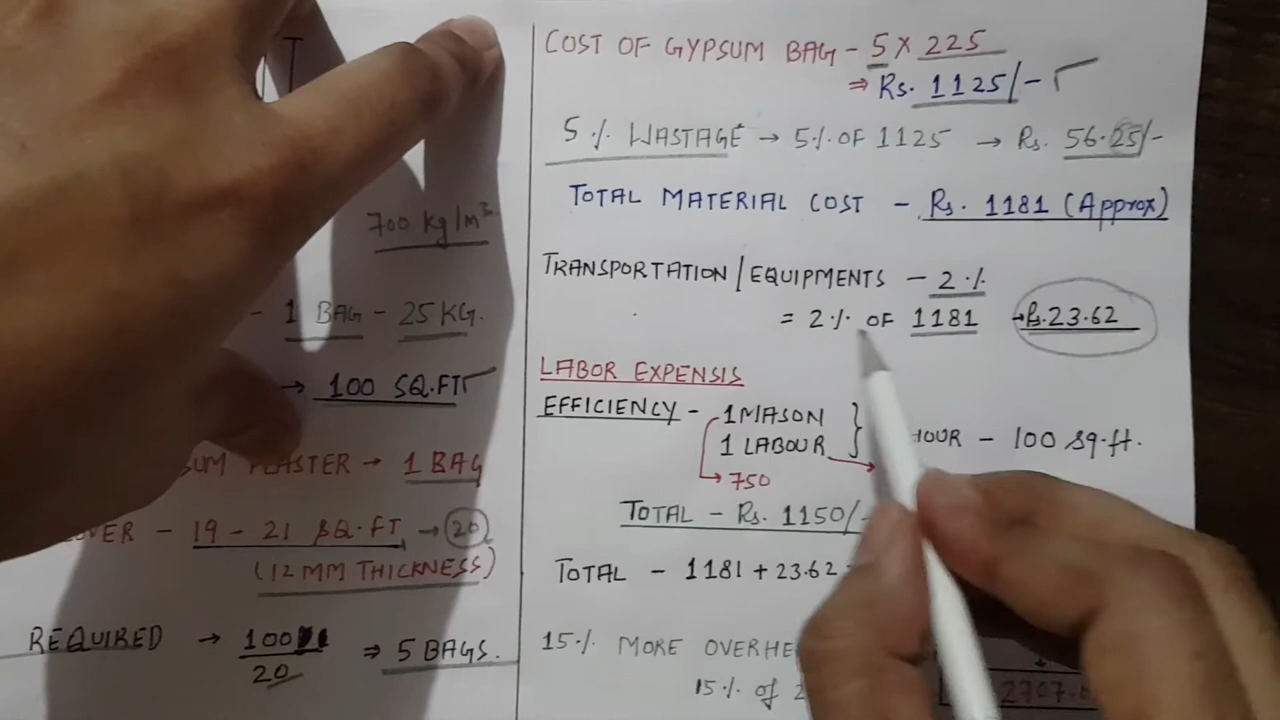 T
700 kg/m³
- 1 BAG - 25 KG.
→ 100 SQ.FT
PLASTER → 1 BAG
- 19 - 21 SQ.FT → 20
(12 MM THICKNESS)
REQUIRED → 100 / 20 ⇒ 5 BAGS.
COST OF GYPSUM BAG - 5 X 225
⇒ Rs. 1125/-
5 % WASTAGE → 5% OF 1125 → Rs. 56.25/-
TOTAL MATERIAL COST - Rs. 1181 (Approx)
TRANSPORTATION/EQUIPMENTS - 2 %
= 2% OF 1181 → Rs. 23.62
LABOR EXPENSIS
EFFICIENCY - 1 MASON
1 LABOUR
HOUR - 100 sq.ft.
→ 750
TOTAL - Rs. 1150/-
TOTAL - 1181 + 23.62
15% MORE
15% of